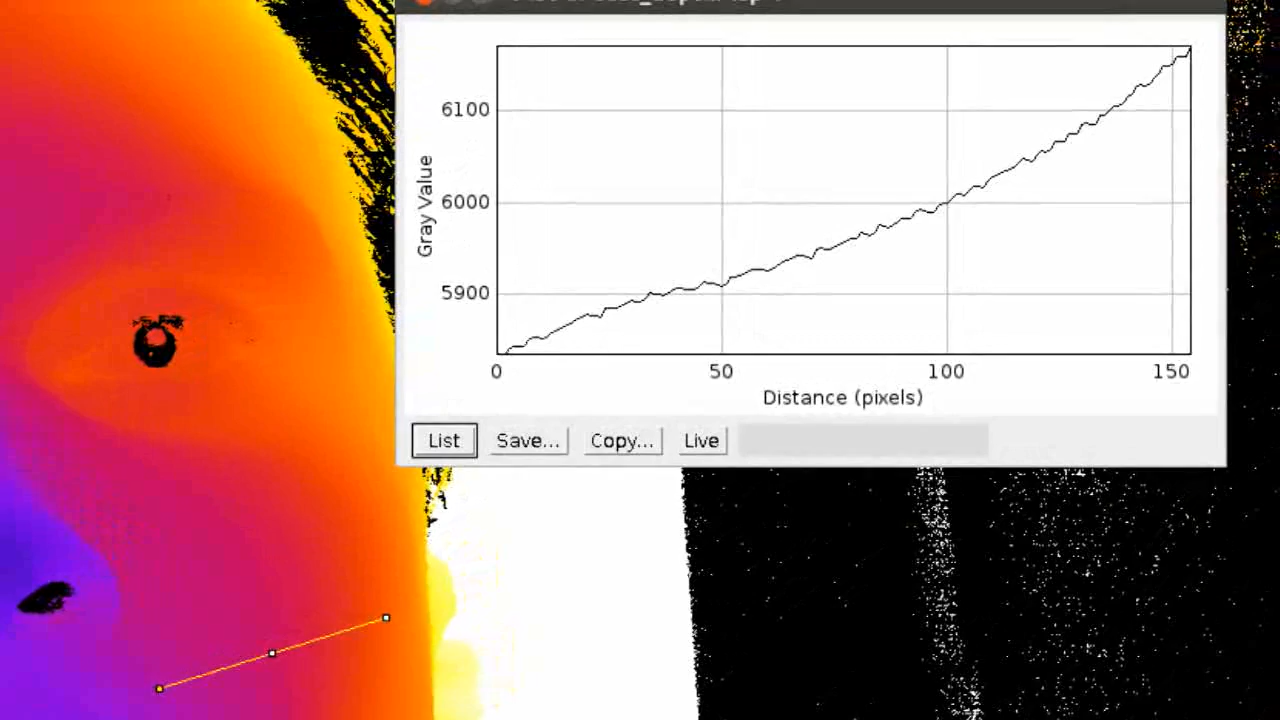 6100
6000
5900
Gray Value
0 50 100 150
Distance (pixels)
List Save... Copy... Live